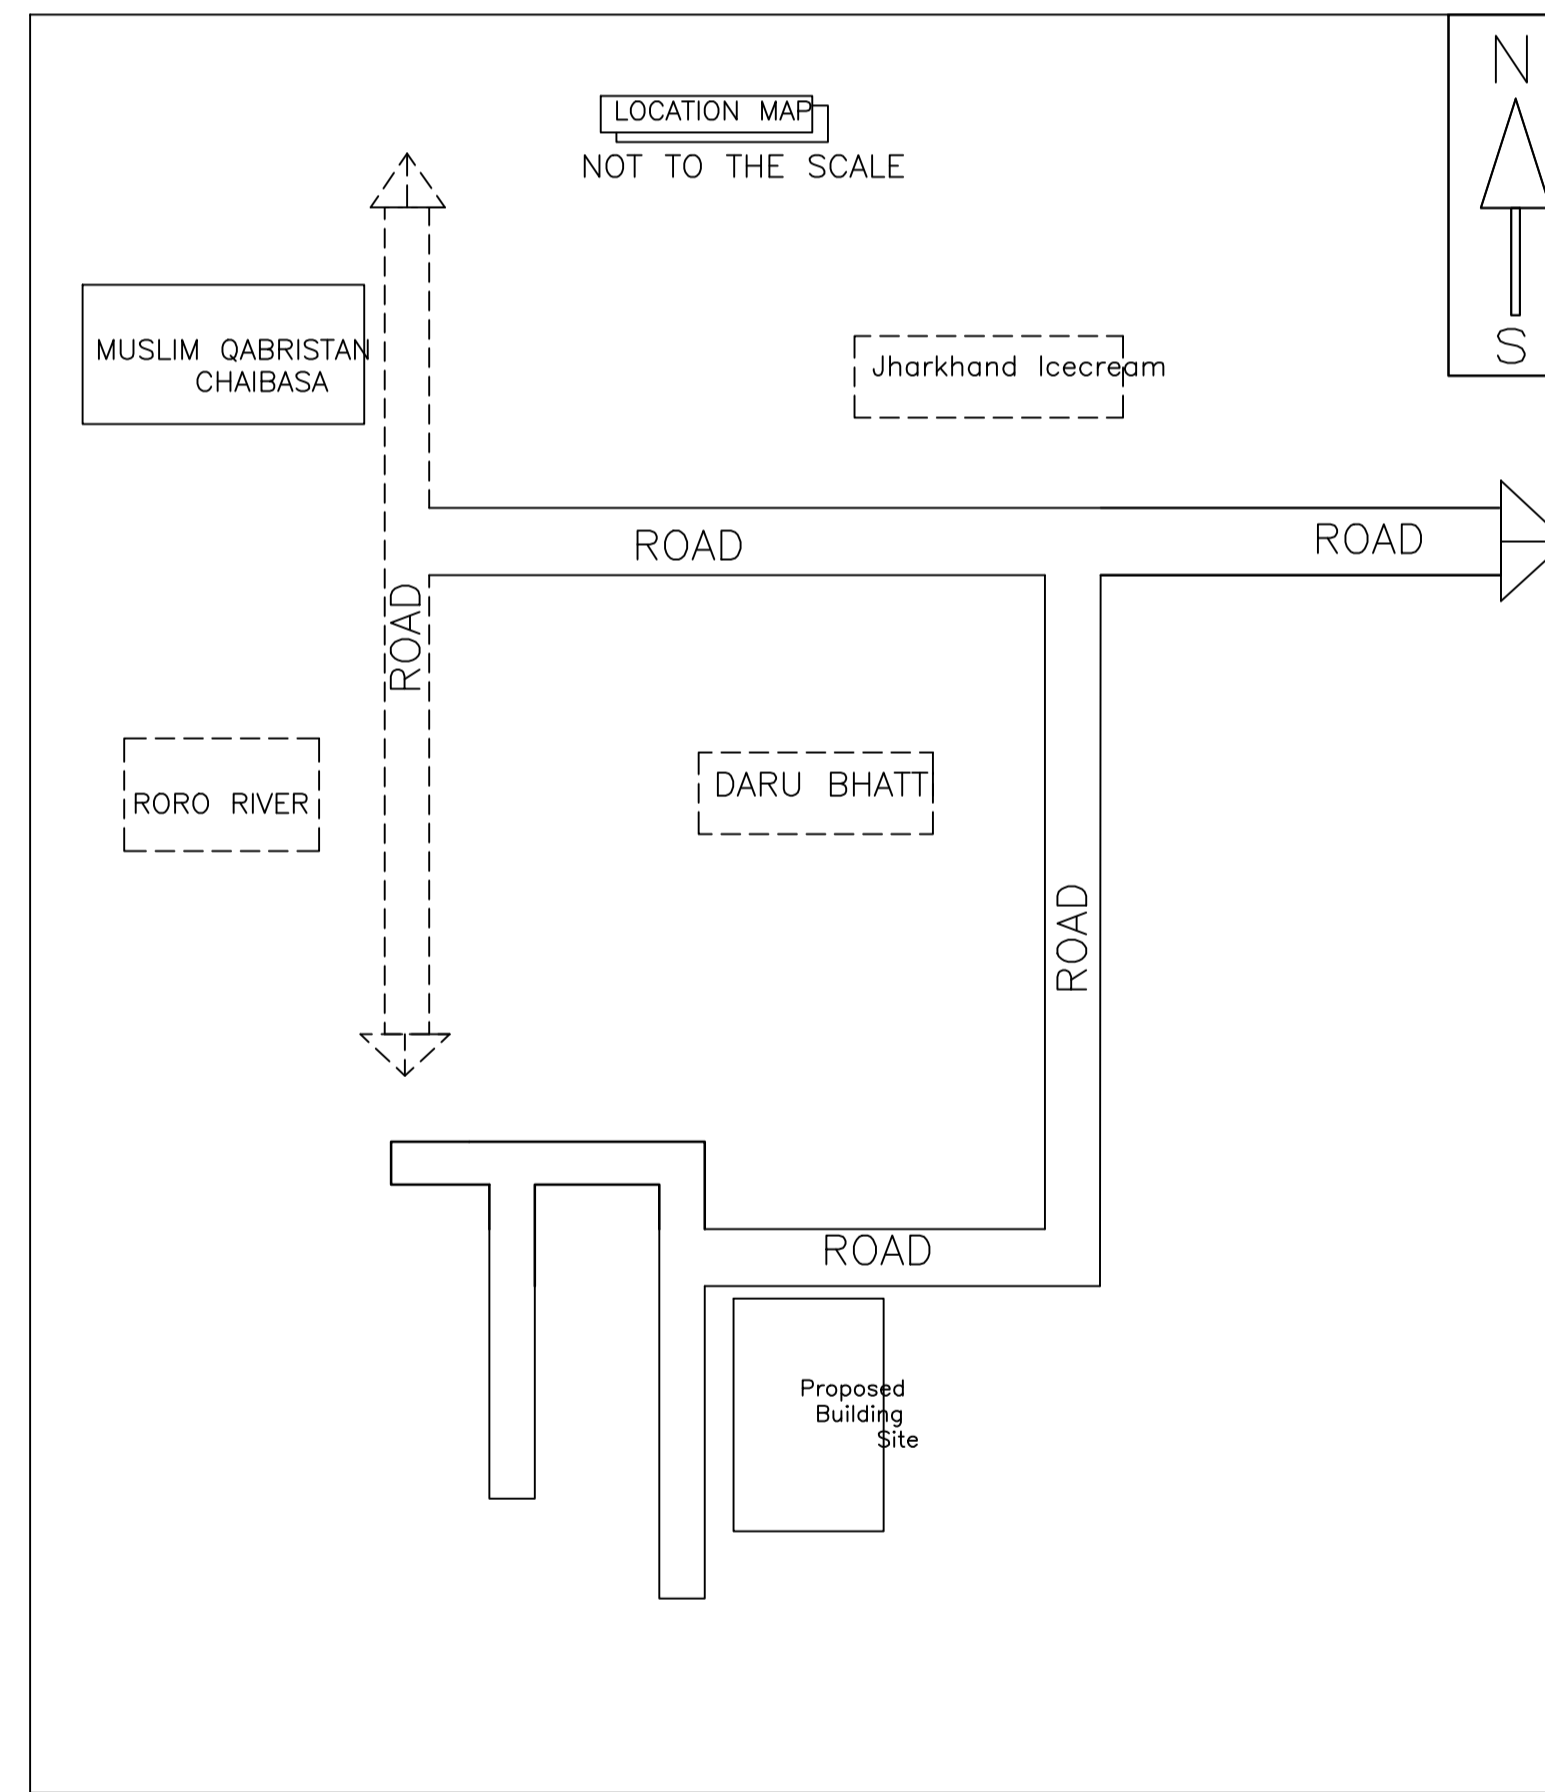 N
LOCATION MAP
NOT TO THE SCALE
S
MUSLIM QABRISTAN
CHAIBASA
Jharkhand Icecream
ROAD
ROAD
ROAD
RORO RIVER
DARU BHATT
ROAD
ROAD
Proposed
Building
Site